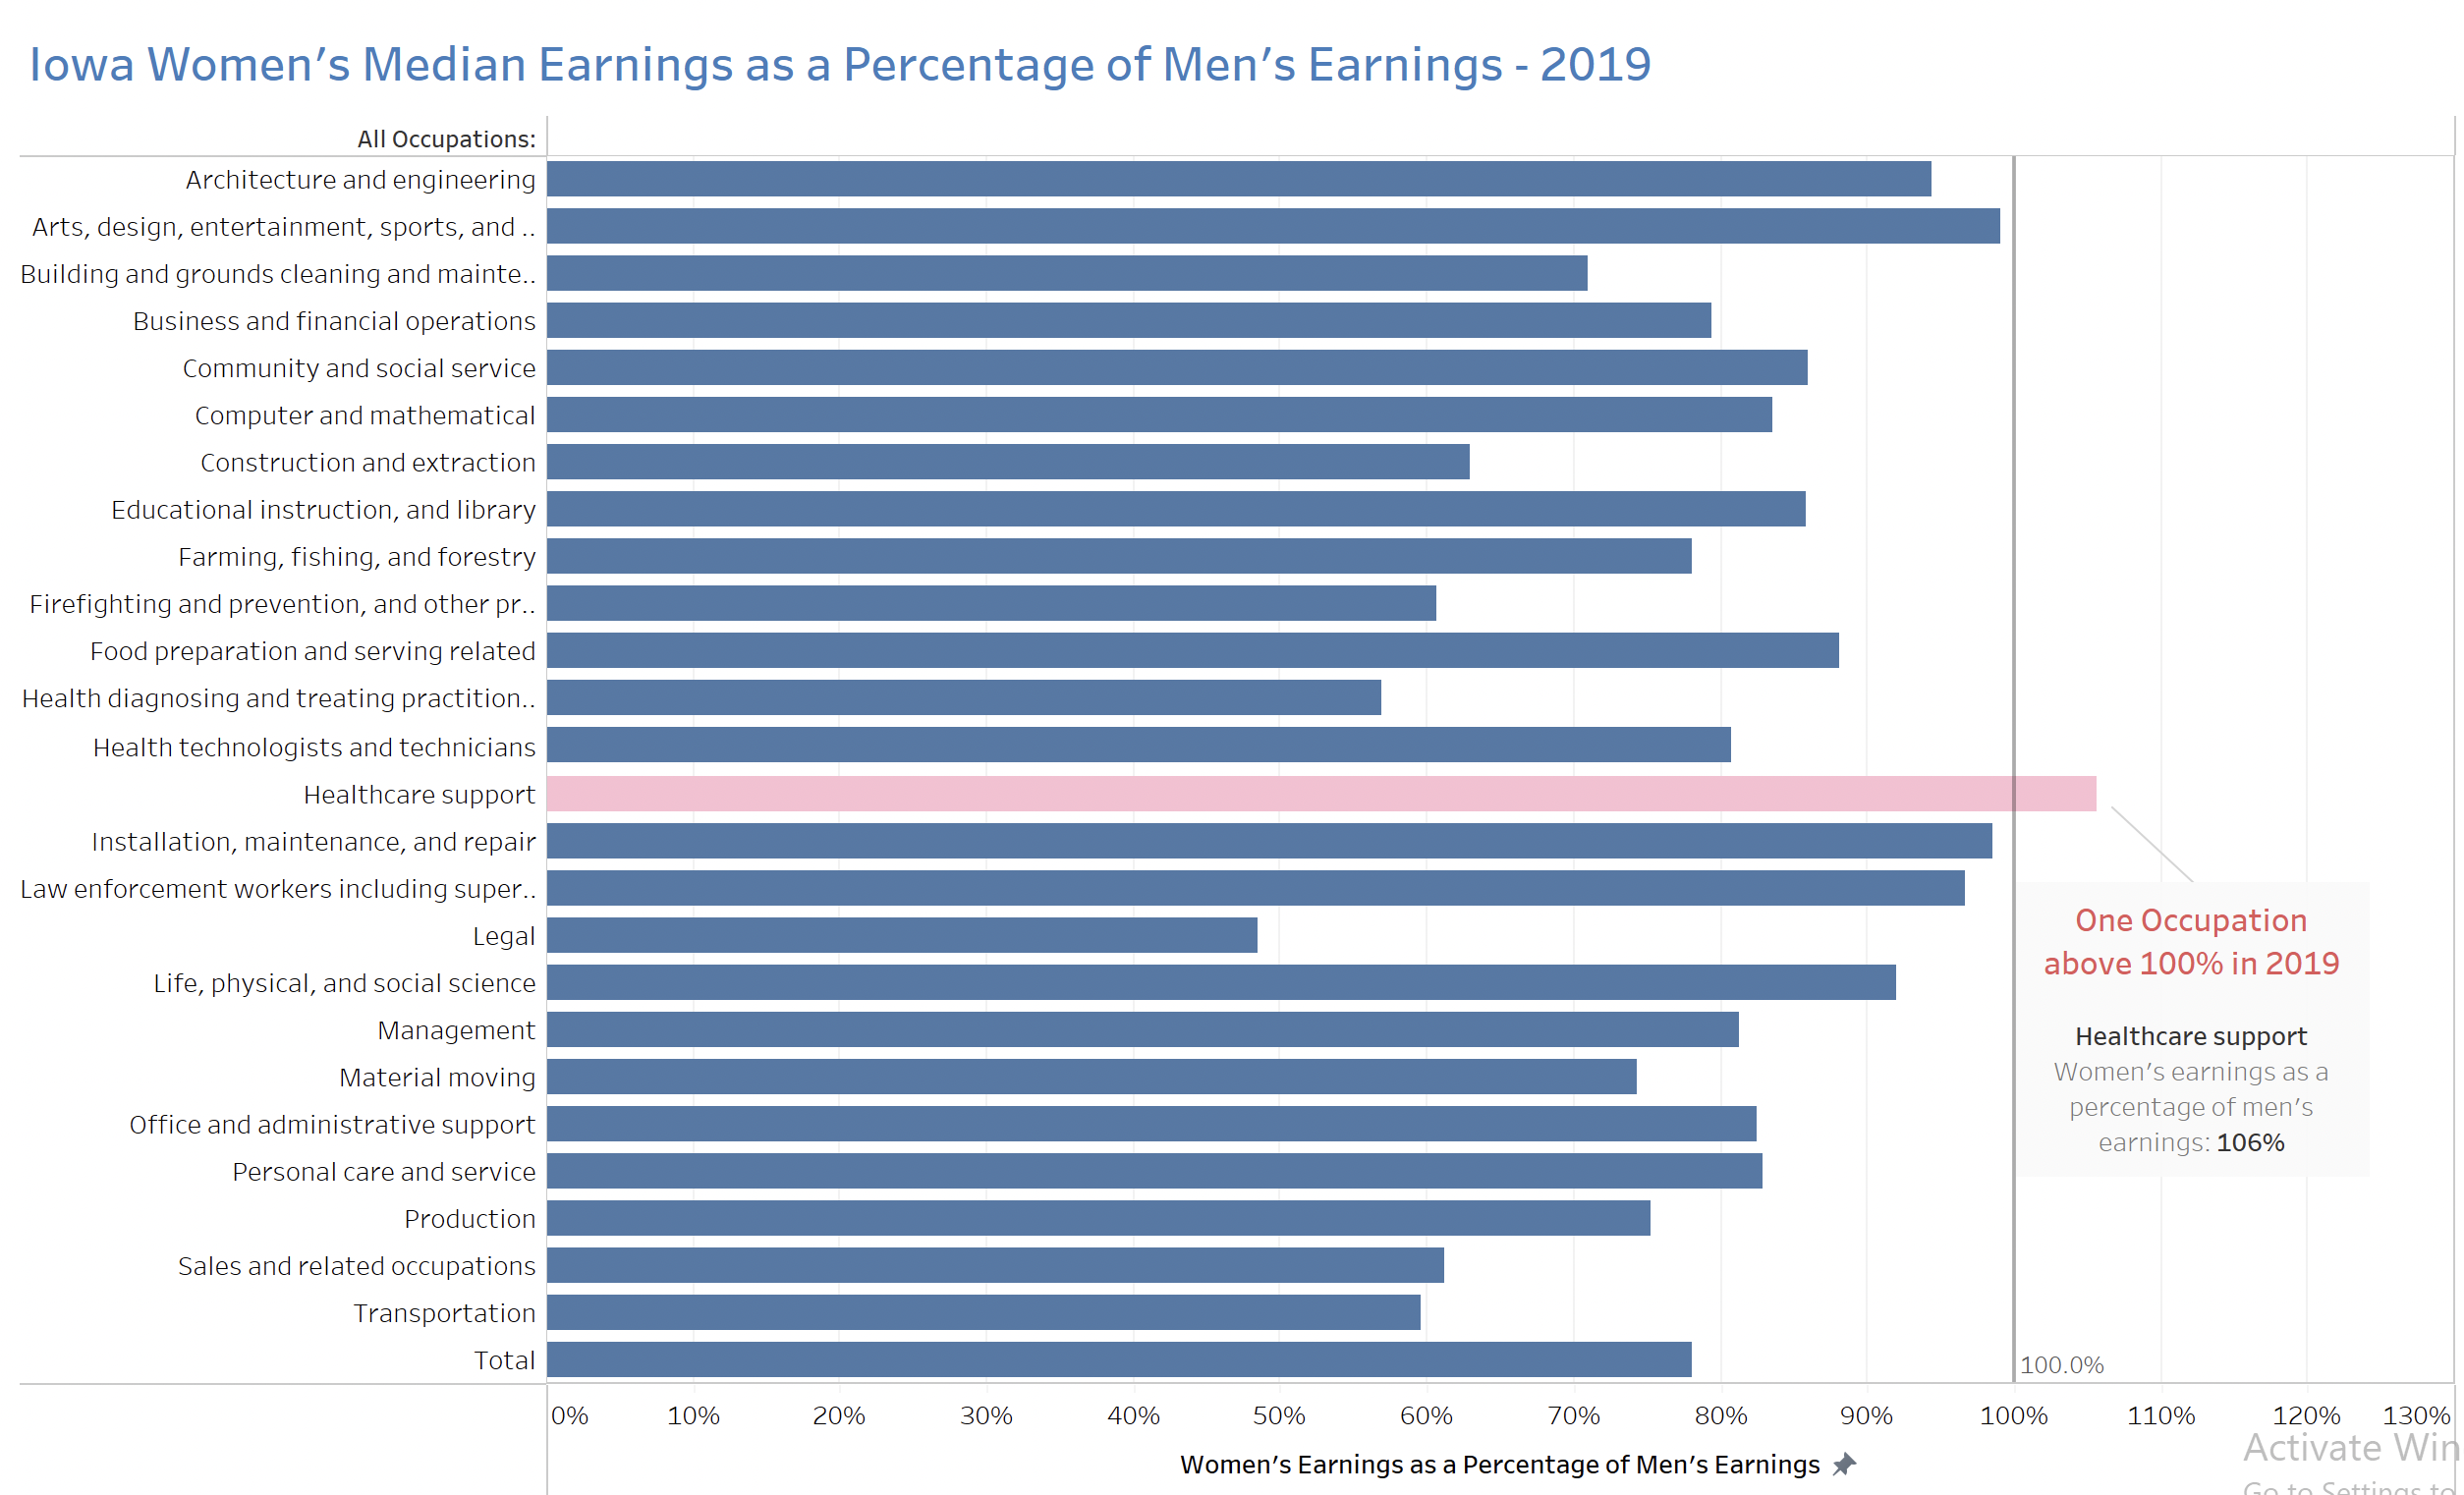 Iowa Women's Median Earnings as a Percentage of Men's Earnings - 2019
All Occupations:
Architecture and engineering
Arts, design, entertainment, sports, and ..
Building and grounds cleaning and mainte..
Business and financial operations
Community and social service
Computer and mathematical
Construction and extraction
Educational instruction, and library
Farming, fishing, and forestry
Firefighting and prevention, and other pr..
Food preparation and serving related
Health diagnosing and treating practition..
Health technologists and technicians
Healthcare support
Installation, maintenance, and repair
Law enforcement workers including super..
Legal
Life, physical, and social science
Management
Material moving
Office and administrative support
Personal care and service
Production
Sales and related occupations
Transportation
Total
One Occupation
above 100% in 2019
Healthcare support
Women's earnings as a
percentage of men's
earnings: 106%
100.0%
0% 10% 20% 30% 40% 50% 60% 70% 80% 90% 100% 110% 120% 130%
Women's Earnings as a Percentage of Men's Earnings
Activate Win
Go to Settings to